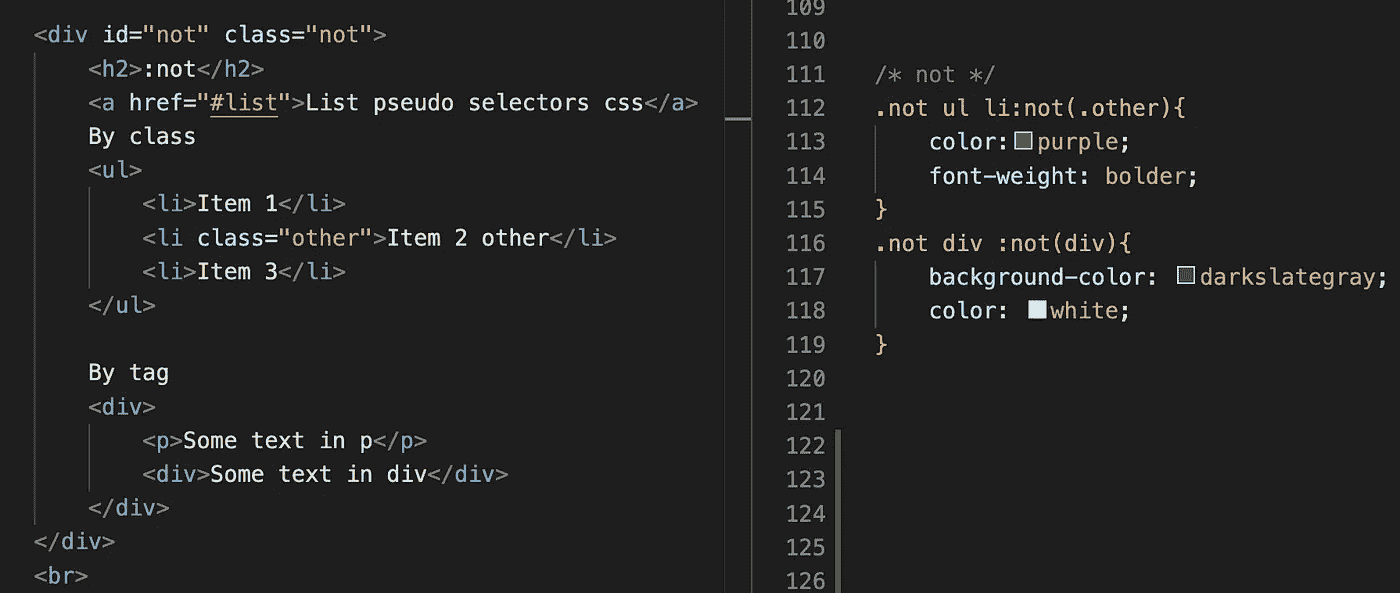 <div id="not" class="not">
<h2>:not</h2>
<a href="#list">List pseudo selectors css</a>
By class
<ul>
<li>Item 1</li>
<li class="other">Item 2 other</li>
<li>Item 3</li>
</ul>
By tag
<div>
<p>Some text in p</p>
<div>Some text in div</div>
</div>
</div>
<br>
109
110
111 /* not */
112 .not ul li:not(.other){
113 color: purple;
114 font-weight: bolder;
115 }
116 .not div :not(div){
117 background-color: darkslategray;
118 color: white;
119 }
120
121
122
123
124
125
126